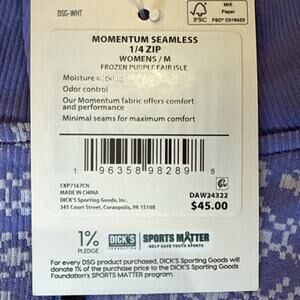 DSG-WHT
MIX
Paper
FSC
FSC® C018425
MOMENTUM SEAMLESS
1/4 ZIP
WOMENS / M
FROZEN PURPLE FAIR ISLE
Moisture wicking
Odor control
Our Momentum fabric offers comfort
and performance
Minimal seams for maximum comfort
1 96358 98289 8
CKP7167CN
MADE IN CHINA
DICK'S Sporting Goods, Inc.
345 Court Street, Coraopolis, PA 15108
DAW24322
$45.00
1%
PLEDGE
DICK'S
FOUNDATION
SPORTS MATTER
HELP SAVE YOUTH SPORTS
For every DSG product purchased, DICK'S Sporting Goods will
donate 1% of the purchase price to the DICK'S Sporting Goods
Foundation's SPORTS MATTER program.